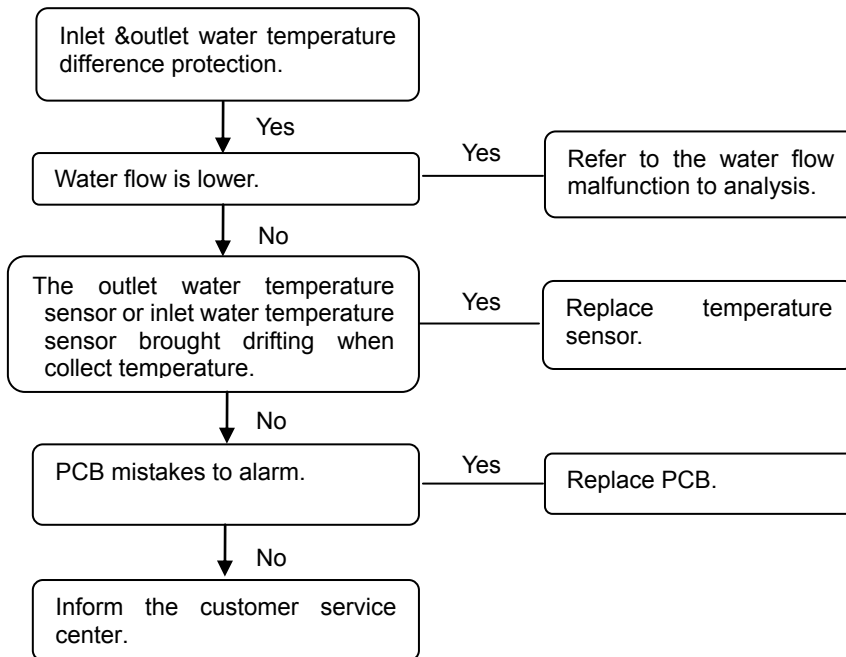 Inlet &outlet water temperature
difference protection.
Yes
Water flow is lower.
Yes
Refer to the water flow
malfunction to analysis.
No
The outlet water temperature
sensor or inlet water temperature
sensor brought drifting when
collect temperature.
Yes
Replace temperature
sensor.
No
PCB mistakes to alarm.
Yes
Replace PCB.
No
Inform the customer service
center.